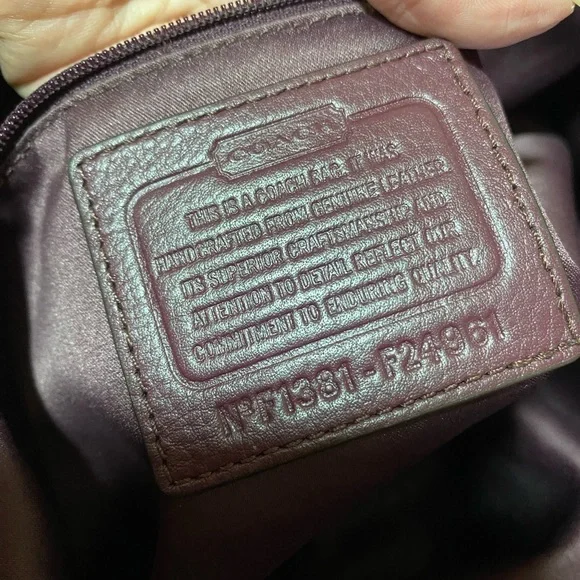 COACH
THIS IS A COACH BAG. IT WAS
HANDCRAFTED FROM GENUINE LEATHER.
ITS SUPERIOR CRAFTSMANSHIP AND
ATTENTION TO DETAIL REFLECT OUR
COMMITMENT TO ENDURING QUALITY.
Nº F1381-F24961